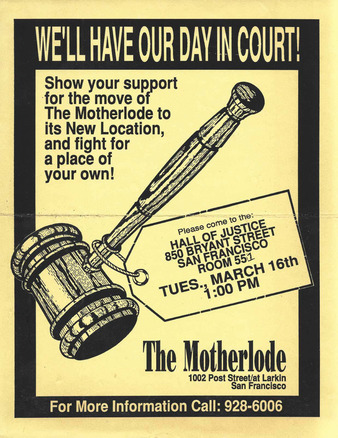 WE'LL HAVE OUR DAY IN COURT!
Show your support
for the move of
The Motherlode to
its New Location,
and fight for
a place of
your own!
Please come to the:
HALL OF JUSTICE
850 BRYANT STREET
SAN FRANCISCO
ROOM 551
TUES., MARCH 16th
1:00 PM
The Motherlode
1002 Post Street/at Larkin
San Francisco
For More Information Call: 928-6006